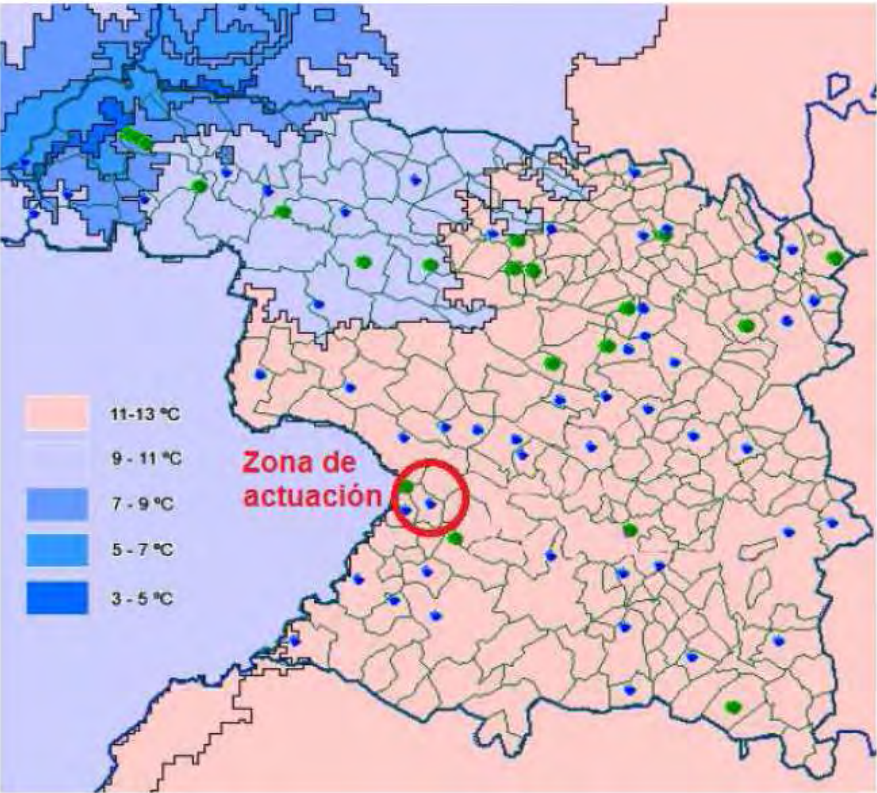 11-13 ºC
9 - 11 ºC
7 - 9 ºC
5 - 7 ºC
3 - 5 ºC
Zona de
actuación